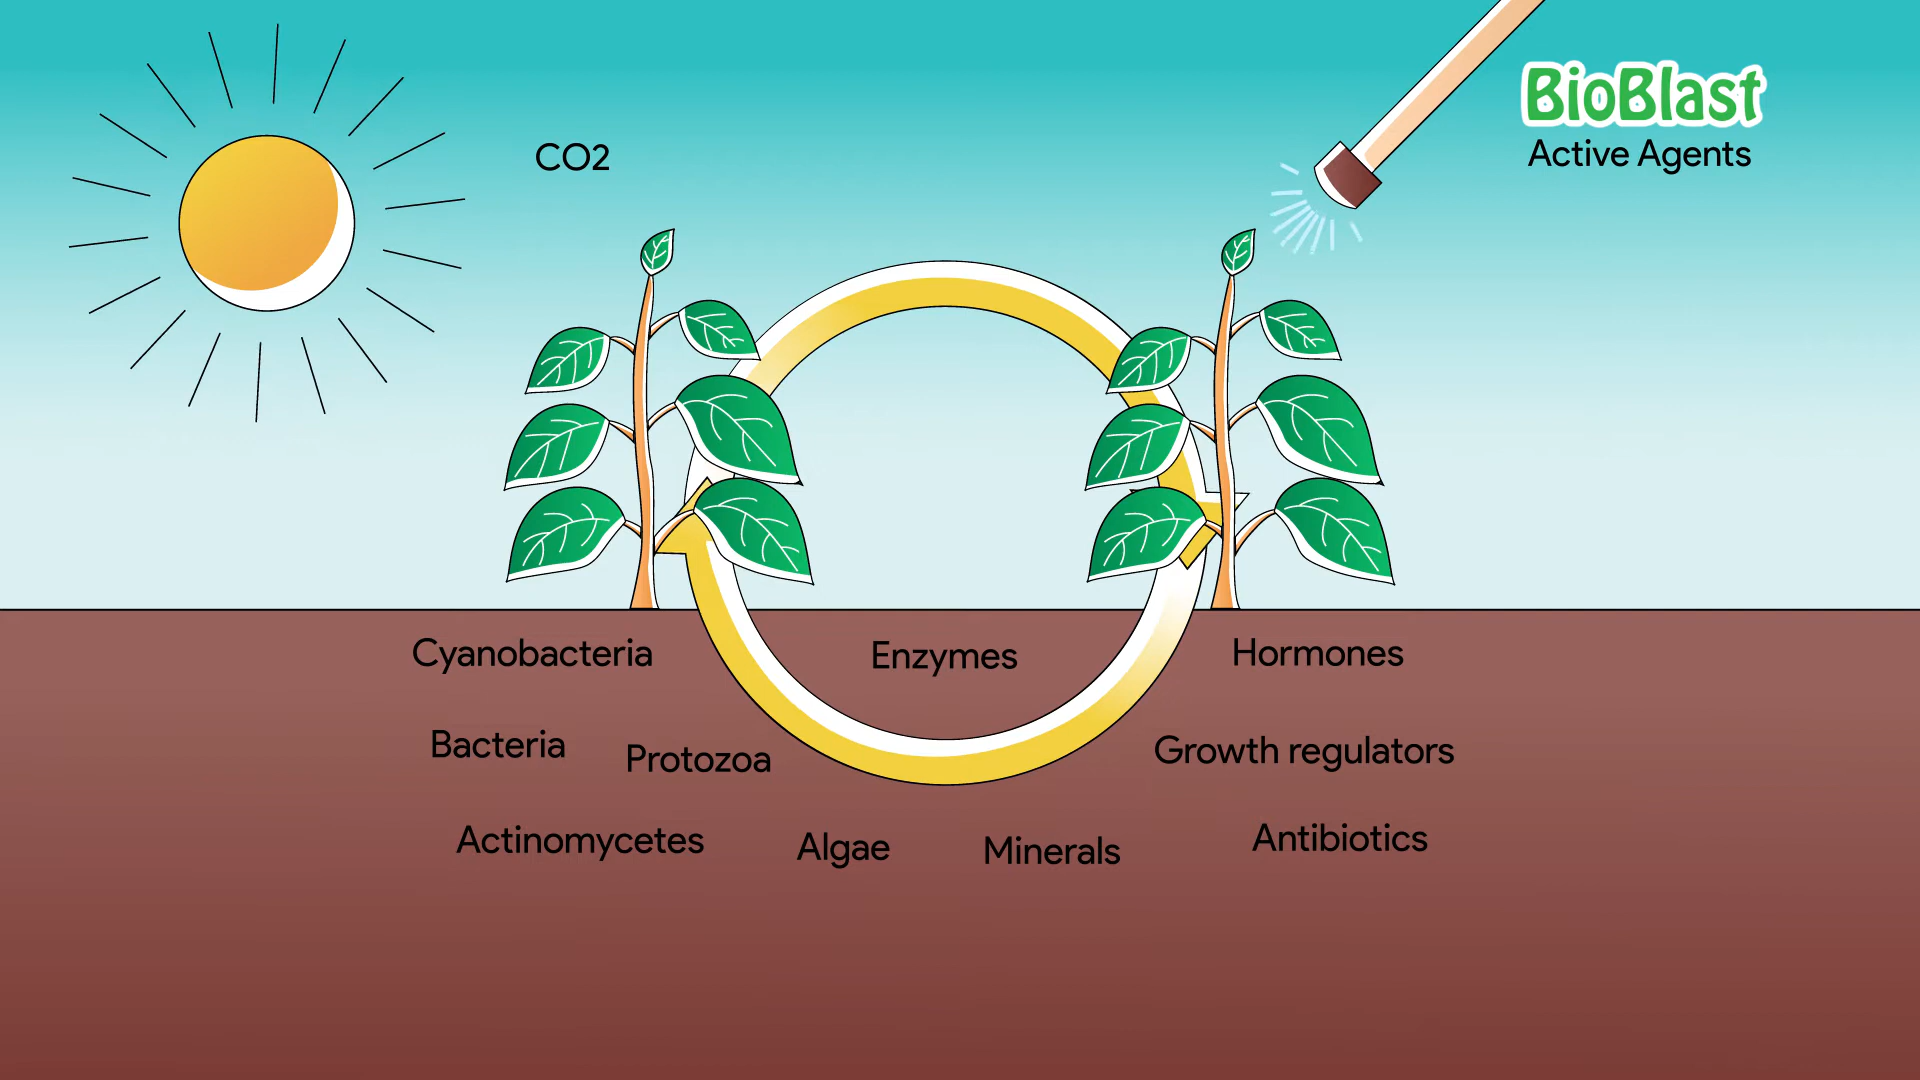 BioBlast
Active Agents
CO2
Cyanobacteria
Enzymes
Hormones
Bacteria
Protozoa
Growth regulators
Actinomycetes
Algae
Minerals
Antibiotics